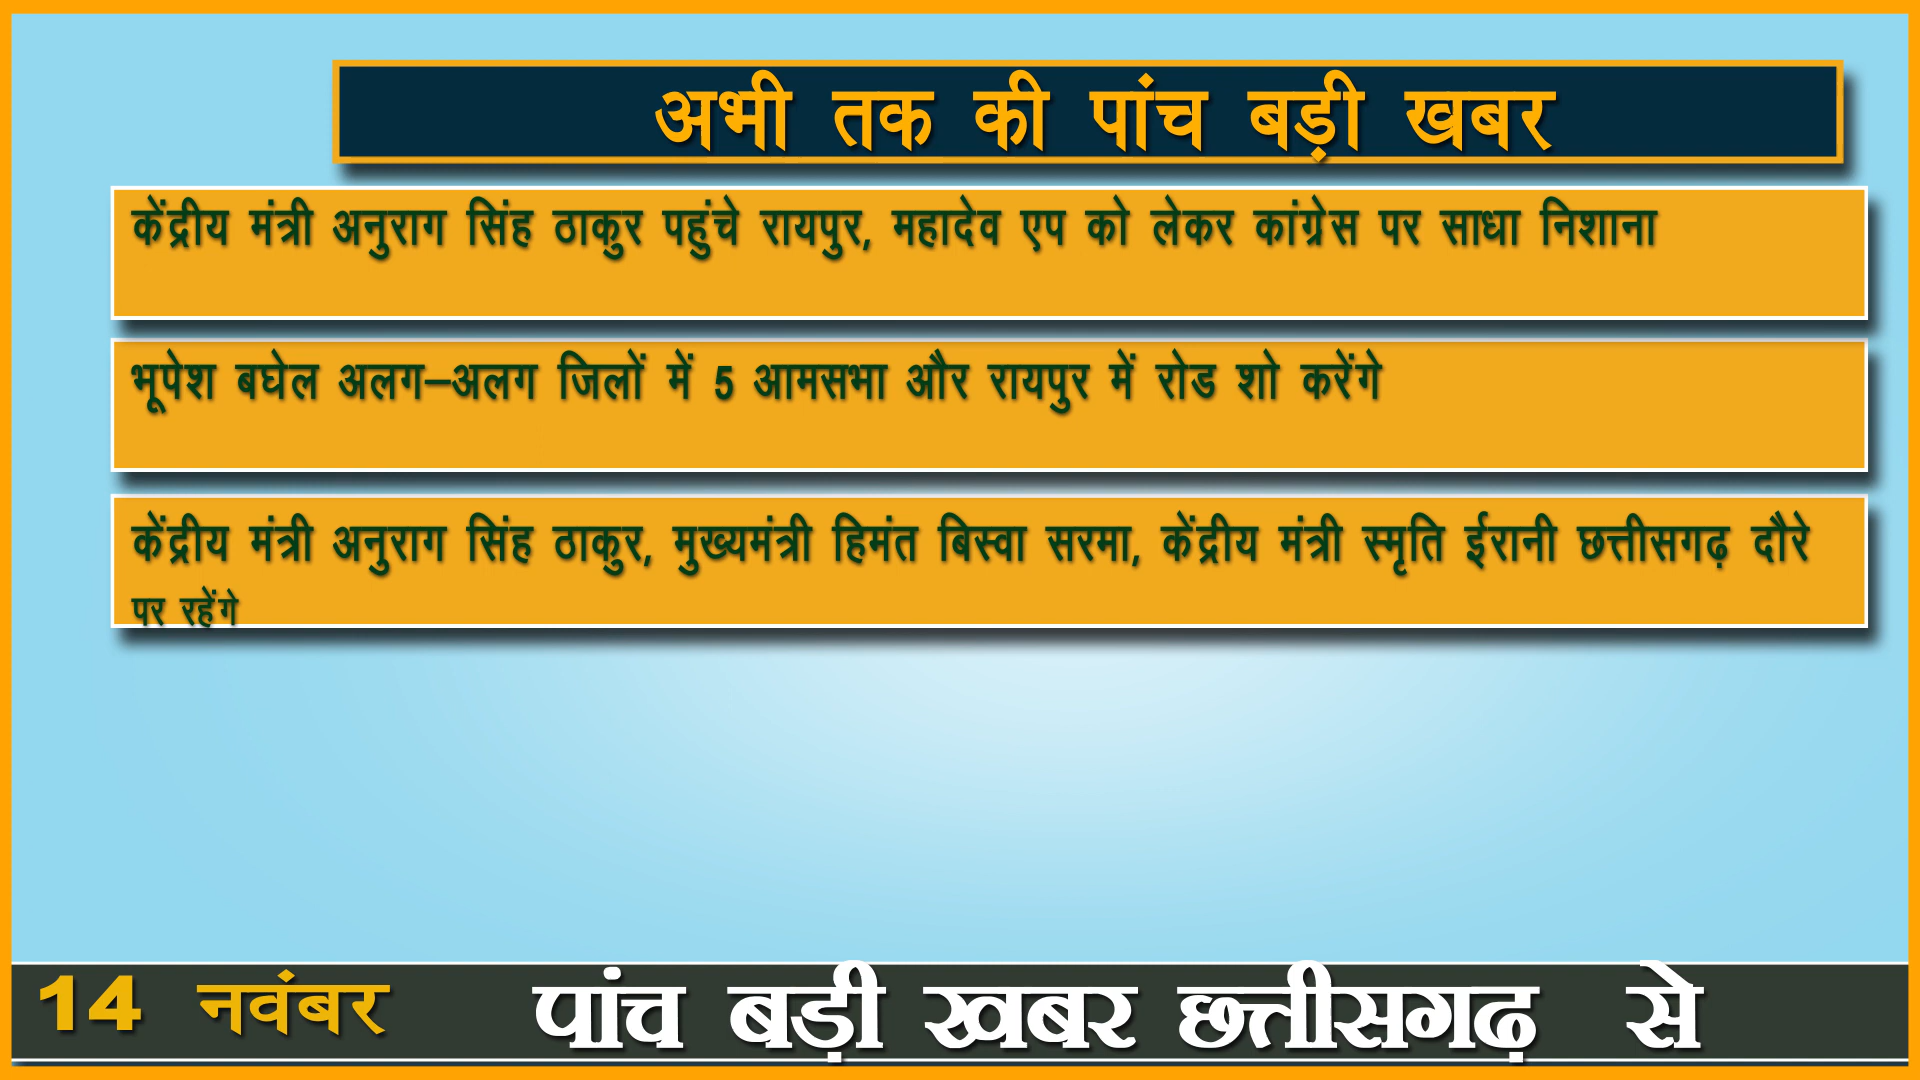 अभी तक की पांच बड़ी खबर
केंद्रीय मंत्री अनुराग सिंह ठाकुर पहुंचे रायपुर, महादेव एप को लेकर कांग्रेस पर साधा निशाना
भूपेश बघेल अलग–अलग जिलों में 5 आमसभा और रायपुर में रोड शो करेंगे
केंद्रीय मंत्री अनुराग सिंह ठाकुर, मुख्यमंत्री हिमंत बिस्वा सरमा, केंद्रीय मंत्री स्मृति ईरानी छत्तीसगढ़ दौरे
पर रहेंगे
14 नवंबर पांच बड़ी खबर छत्तीसगढ़ से